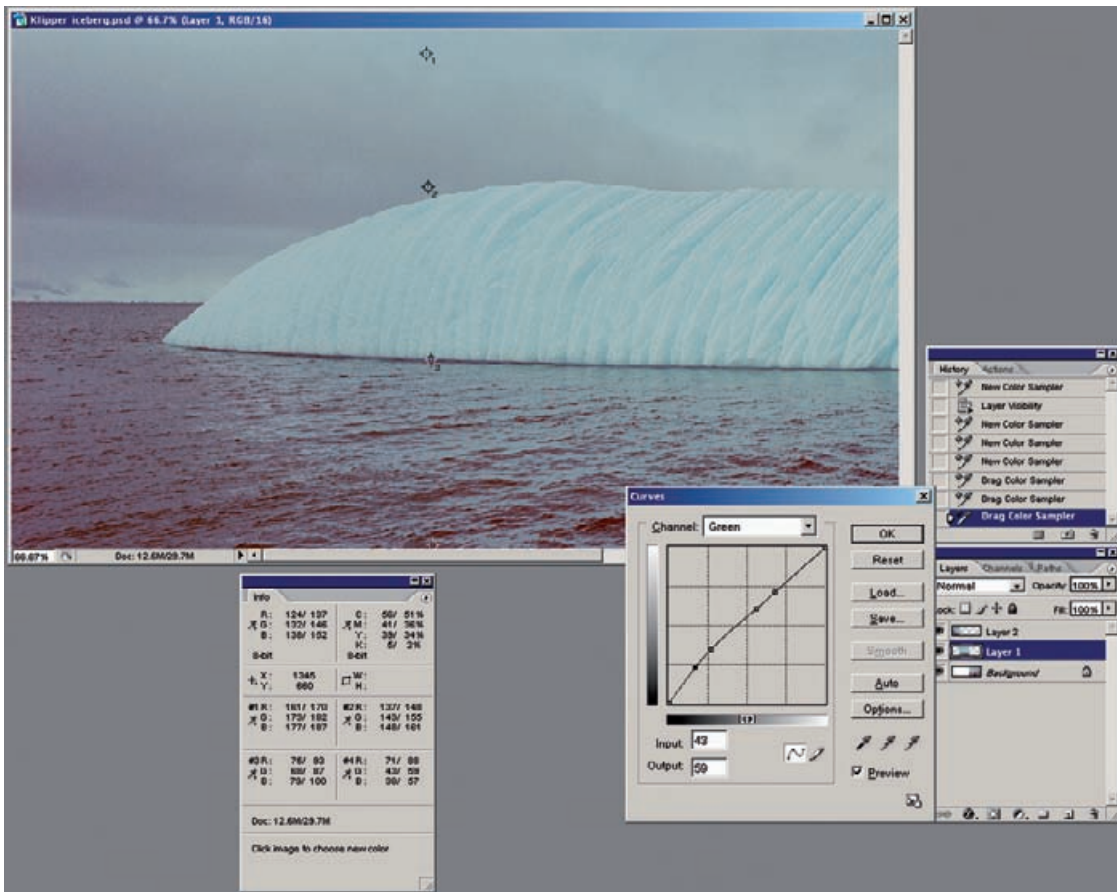 Klipper iceberg.psd @ 66.7% (Layer 1, RGB/16)
1
2
3
66.67%
Doc: 12.6M/29.7M
History
Actions
New Color Sampler
Layer Visibility
New Color Sampler
New Color Sampler
New Color Sampler
Drag Color Sampler
Drag Color Sampler
Drag Color Sampler
Curves
Channel:
Green
OK
Reset
Load...
Save...
Smooth
Auto
Options...
Input:
43
Output:
59
Preview
Layers
Channels
Paths
Normal
Opacity: 100%
Lock:
Fill: 100%
Layer 2
Layer 1
Background
Info
R: 124/ 137
G: 132/ 146
B: 138/ 152
8-bit
C: 56/ 51%
M: 41/ 36%
Y: 39/ 34%
K: 5/ 2%
8-bit
X: 1345
Y: 660
W:
H:
#1 R: 161/ 170
G: 173/ 182
B: 177/ 187
#2 R: 137/ 148
G: 143/ 155
B: 148/ 161
#3 R: 76/ 93
B: 79/ 100
#4 R: 71/ 88
G: 43/ 59
Doc: 12.6M/29.7M
Click image to choose new color